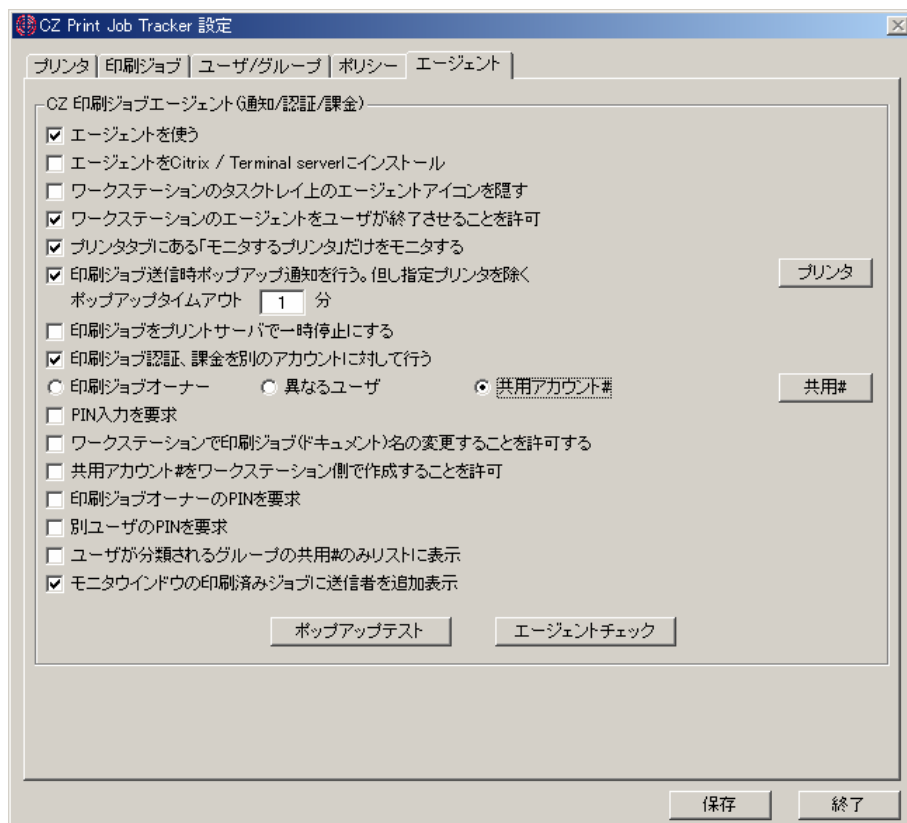 CZ Print Job Tracker 設定
プリンタ 印刷ジョブ ユーザ/グループ ポリシー エージェント
CZ 印刷ジョブエージェント(通知/認証/課金)
エージェントを使う
エージェントをCitrix / Terminal serverにインストール
ワークステーションのタスクトレイ上のエージェントアイコンを隠す
ワークステーションのエージェントをユーザが終了させることを許可
プリンタタブにある「モニタするプリンタ」だけをモニタする
印刷ジョブ送信時ポップアップ通知を行う。但し指定プリンタを除く プリンタ
ポップアップタイムアウト 1 分
印刷ジョブをプリントサーバで一時停止にする
印刷ジョブ認証、課金を別のアカウントに対して行う
印刷ジョブオーナー 異なるユーザ 共用アカウント# 共用#
PIN入力を要求
ワークステーションで印刷ジョブ(ドキュメント)名の変更することを許可する
共用アカウント#をワークステーション側で作成することを許可
印刷ジョブオーナーのPINを要求
別ユーザのPINを要求
ユーザが分類されるグループの共用#のみリストに表示
モニタウインドウの印刷済みジョブに送信者を追加表示
ポップアップテスト エージェントチェック
保存 終了